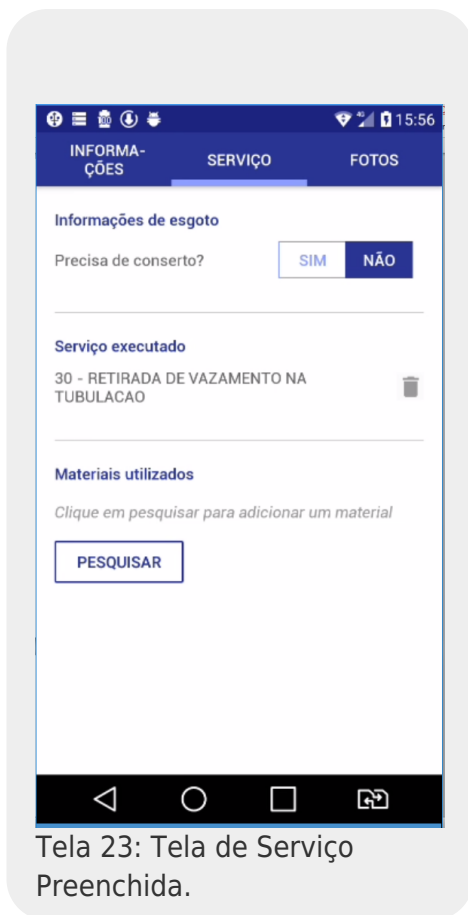 4G
15:56
INFORMA-
ÇÕES
SERVIÇO
FOTOS
Informações de esgoto
Precisa de conserto?
SIM
NÃO
Serviço executado
30 - RETIRADA DE VAZAMENTO NA
TUBULACAO
Materiais utilizados
Clique em pesquisar para adicionar um material
PESQUISAR
Tela 23: Tela de Serviço
Preenchida.